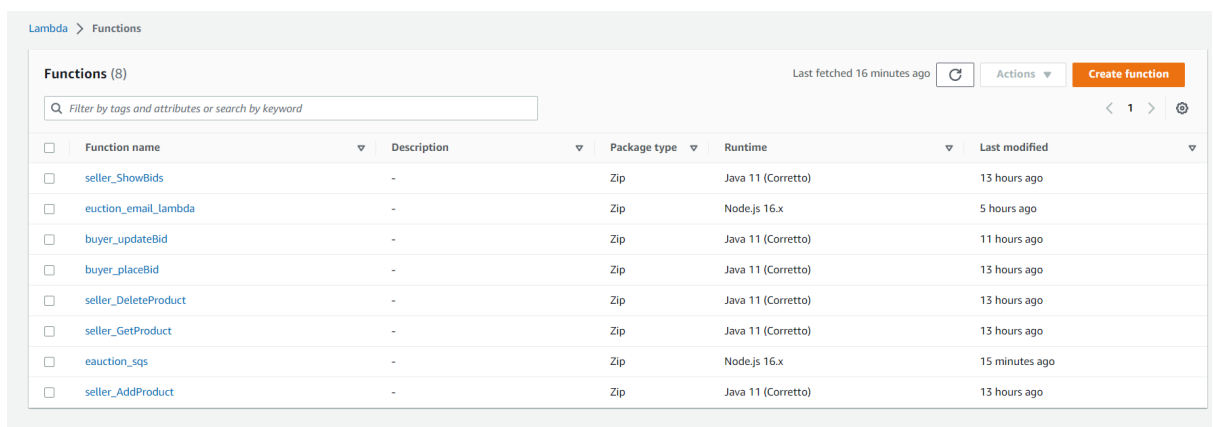 Lambda > Functions
Functions (8) Last fetched 16 minutes ago Actions Create function
Filter by tags and attributes or search by keyword < 1 >
Function name Description Package type Runtime Last modified
seller_ShowBids - Zip Java 11 (Corretto) 13 hours ago
euction_email_lambda - Zip Node.js 16.x 5 hours ago
buyer_updateBid - Zip Java 11 (Corretto) 11 hours ago
buyer_placeBid - Zip Java 11 (Corretto) 13 hours ago
seller_DeleteProduct - Zip Java 11 (Corretto) 13 hours ago
seller_GetProduct - Zip Java 11 (Corretto) 13 hours ago
eauction_sqs - Zip Node.js 16.x 15 minutes ago
seller_AddProduct - Zip Java 11 (Corretto) 13 hours ago